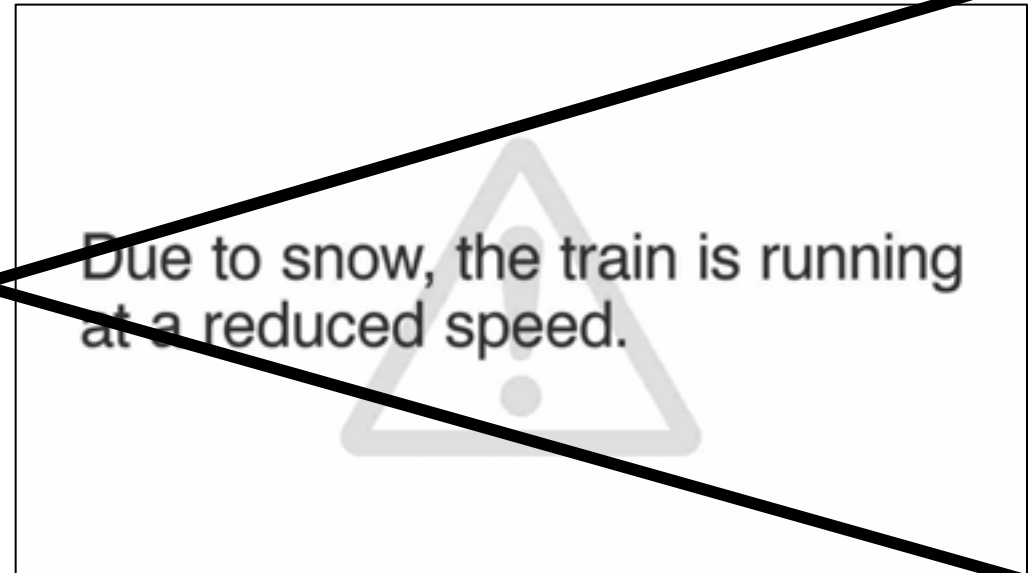 Due to snow, the train is running
at a reduced speed.